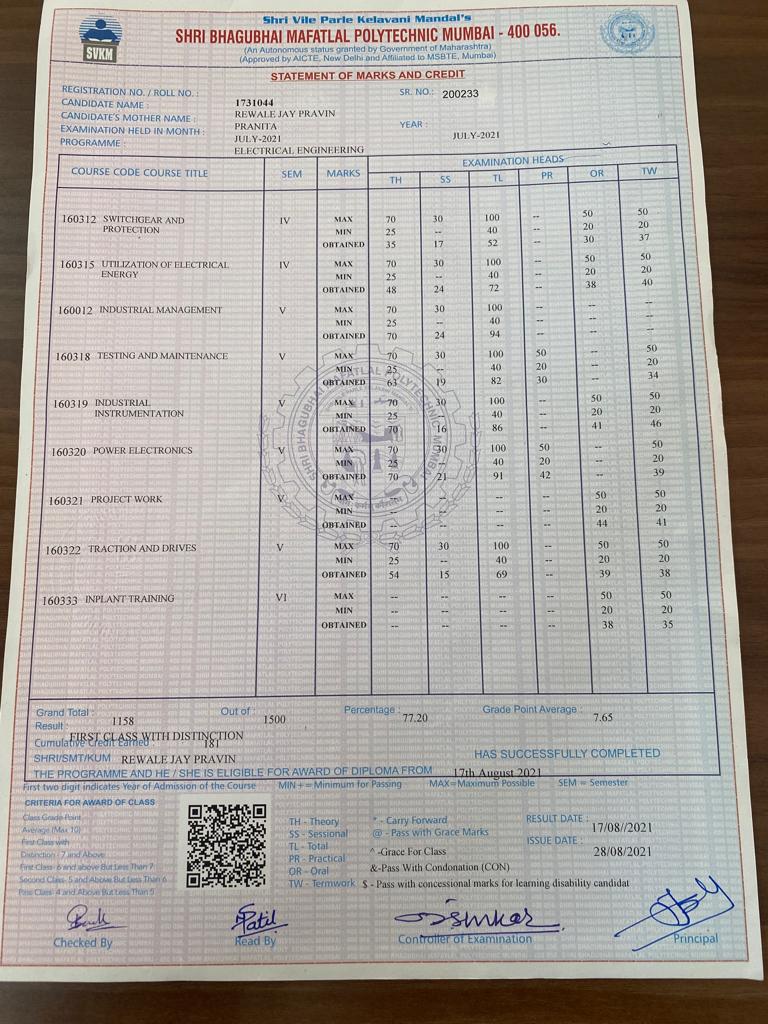 Shri Vile Parle Kelavani Mandal's
SHRI BHAGUBHAI MAFATLAL POLYTECHNIC MUMBAI - 400 056.
(An Autonomous status granted by Government of Maharashtra)
(Approved by AICTE, New Delhi and Affiliated to MSBTE, Mumbai)
SVKM
STATEMENT OF MARKS AND CREDIT
REGISTRATION NO. / ROLL NO. : 1731044 SR. NO.: 200233
CANDIDATE NAME : REWALE JAY PRAVIN
CANDIDATE'S MOTHER NAME : PRANITA
EXAMINATION HELD IN MONTH : JULY-2021 YEAR : JULY-2021
PROGRAMME : ELECTRICAL ENGINEERING
COURSE CODE COURSE TITLE SEM MARKS EXAMINATION HEADS
TH SS TL PR OR TW
160312 SWITCHGEAR AND PROTECTION IV MAX 70 30 100 -- 50 50
MIN 25 -- 40 -- 20 20
OBTAINED 35 17 52 -- 30 37
160315 UTILIZATION OF ELECTRICAL ENERGY IV MAX 70 30 100 -- 50 50
MIN 25 -- 40 -- 20 20
OBTAINED 48 24 72 -- 38 40
160012 INDUSTRIAL MANAGEMENT V MAX 70 30 100 -- -- --
MIN 25 -- 40 -- -- --
OBTAINED 70 24 94 -- -- --
160318 TESTING AND MAINTENANCE V MAX 70 30 100 50 -- 50
MIN 25 -- 40 20 -- 20
OBTAINED 63 19 82 30 -- 34
160319 INDUSTRIAL INSTRUMENTATION V MAX 70 30 100 -- 50 50
MIN 25 -- 40 -- 20 20
OBTAINED 70 16 86 -- 41 46
160320 POWER ELECTRONICS V MAX 70 30 100 50 -- 50
MIN 25 -- 40 20 -- 20
OBTAINED 70 21 91 42 -- 39
160321 PROJECT WORK V MAX -- -- -- -- 50 50
MIN -- -- -- -- 20 20
OBTAINED -- -- -- -- 44 41
160322 TRACTION AND DRIVES V MAX 70 30 100 -- 50 50
MIN 25 -- 40 -- 20 20
OBTAINED 54 15 69 -- 39 38
160333 INPLANT TRAINING VI MAX -- -- -- -- 50 50
MIN -- -- -- -- 20 20
OBTAINED -- -- -- -- 38 35
SHRI BHAGUBHAI MAFATLAL POLYTECHNIC, MUMBAI
Grand Total : 1158 Out of : 1500 Percentage : 77.20 Grade Point Average : 7.65
Result : FIRST CLASS WITH DISTINCTION
Cumulative Credit Earned : 181
SHRI/SMT/KUM REWALE JAY PRAVIN HAS SUCCESSFULLY COMPLETED
THE PROGRAMME AND HE / SHE IS ELIGIBLE FOR AWARD OF DIPLOMA FROM 17th August 2021
First two digit indicates Year of Admission of the Course MIN+= Minimum for Passing MAX=Maximum Possible SEM = Semester
CRITERIA FOR AWARD OF CLASS
Class Grade Point
Average (Max 10)
First Class with
Distinction - 7 and Above
First Class- 6 and above But Less Than 7
Second Class- 5 and Above But Less Than 6
Pass Class- 4 and Above But Less Than 5
TH - Theory
SS - Sessional
TL - Total
PR - Practical
OR - Oral
TW - Termwork
* - Carry Forward
@ - Pass with Grace Marks
^ -Grace For Class
&-Pass With Condonation (CON)
$ - Pass with concessional marks for learning disability candidat
RESULT DATE : 17/08//2021
ISSUE DATE : 28/08/2021
Patil
Checked By Read By Controller of Examination Principal